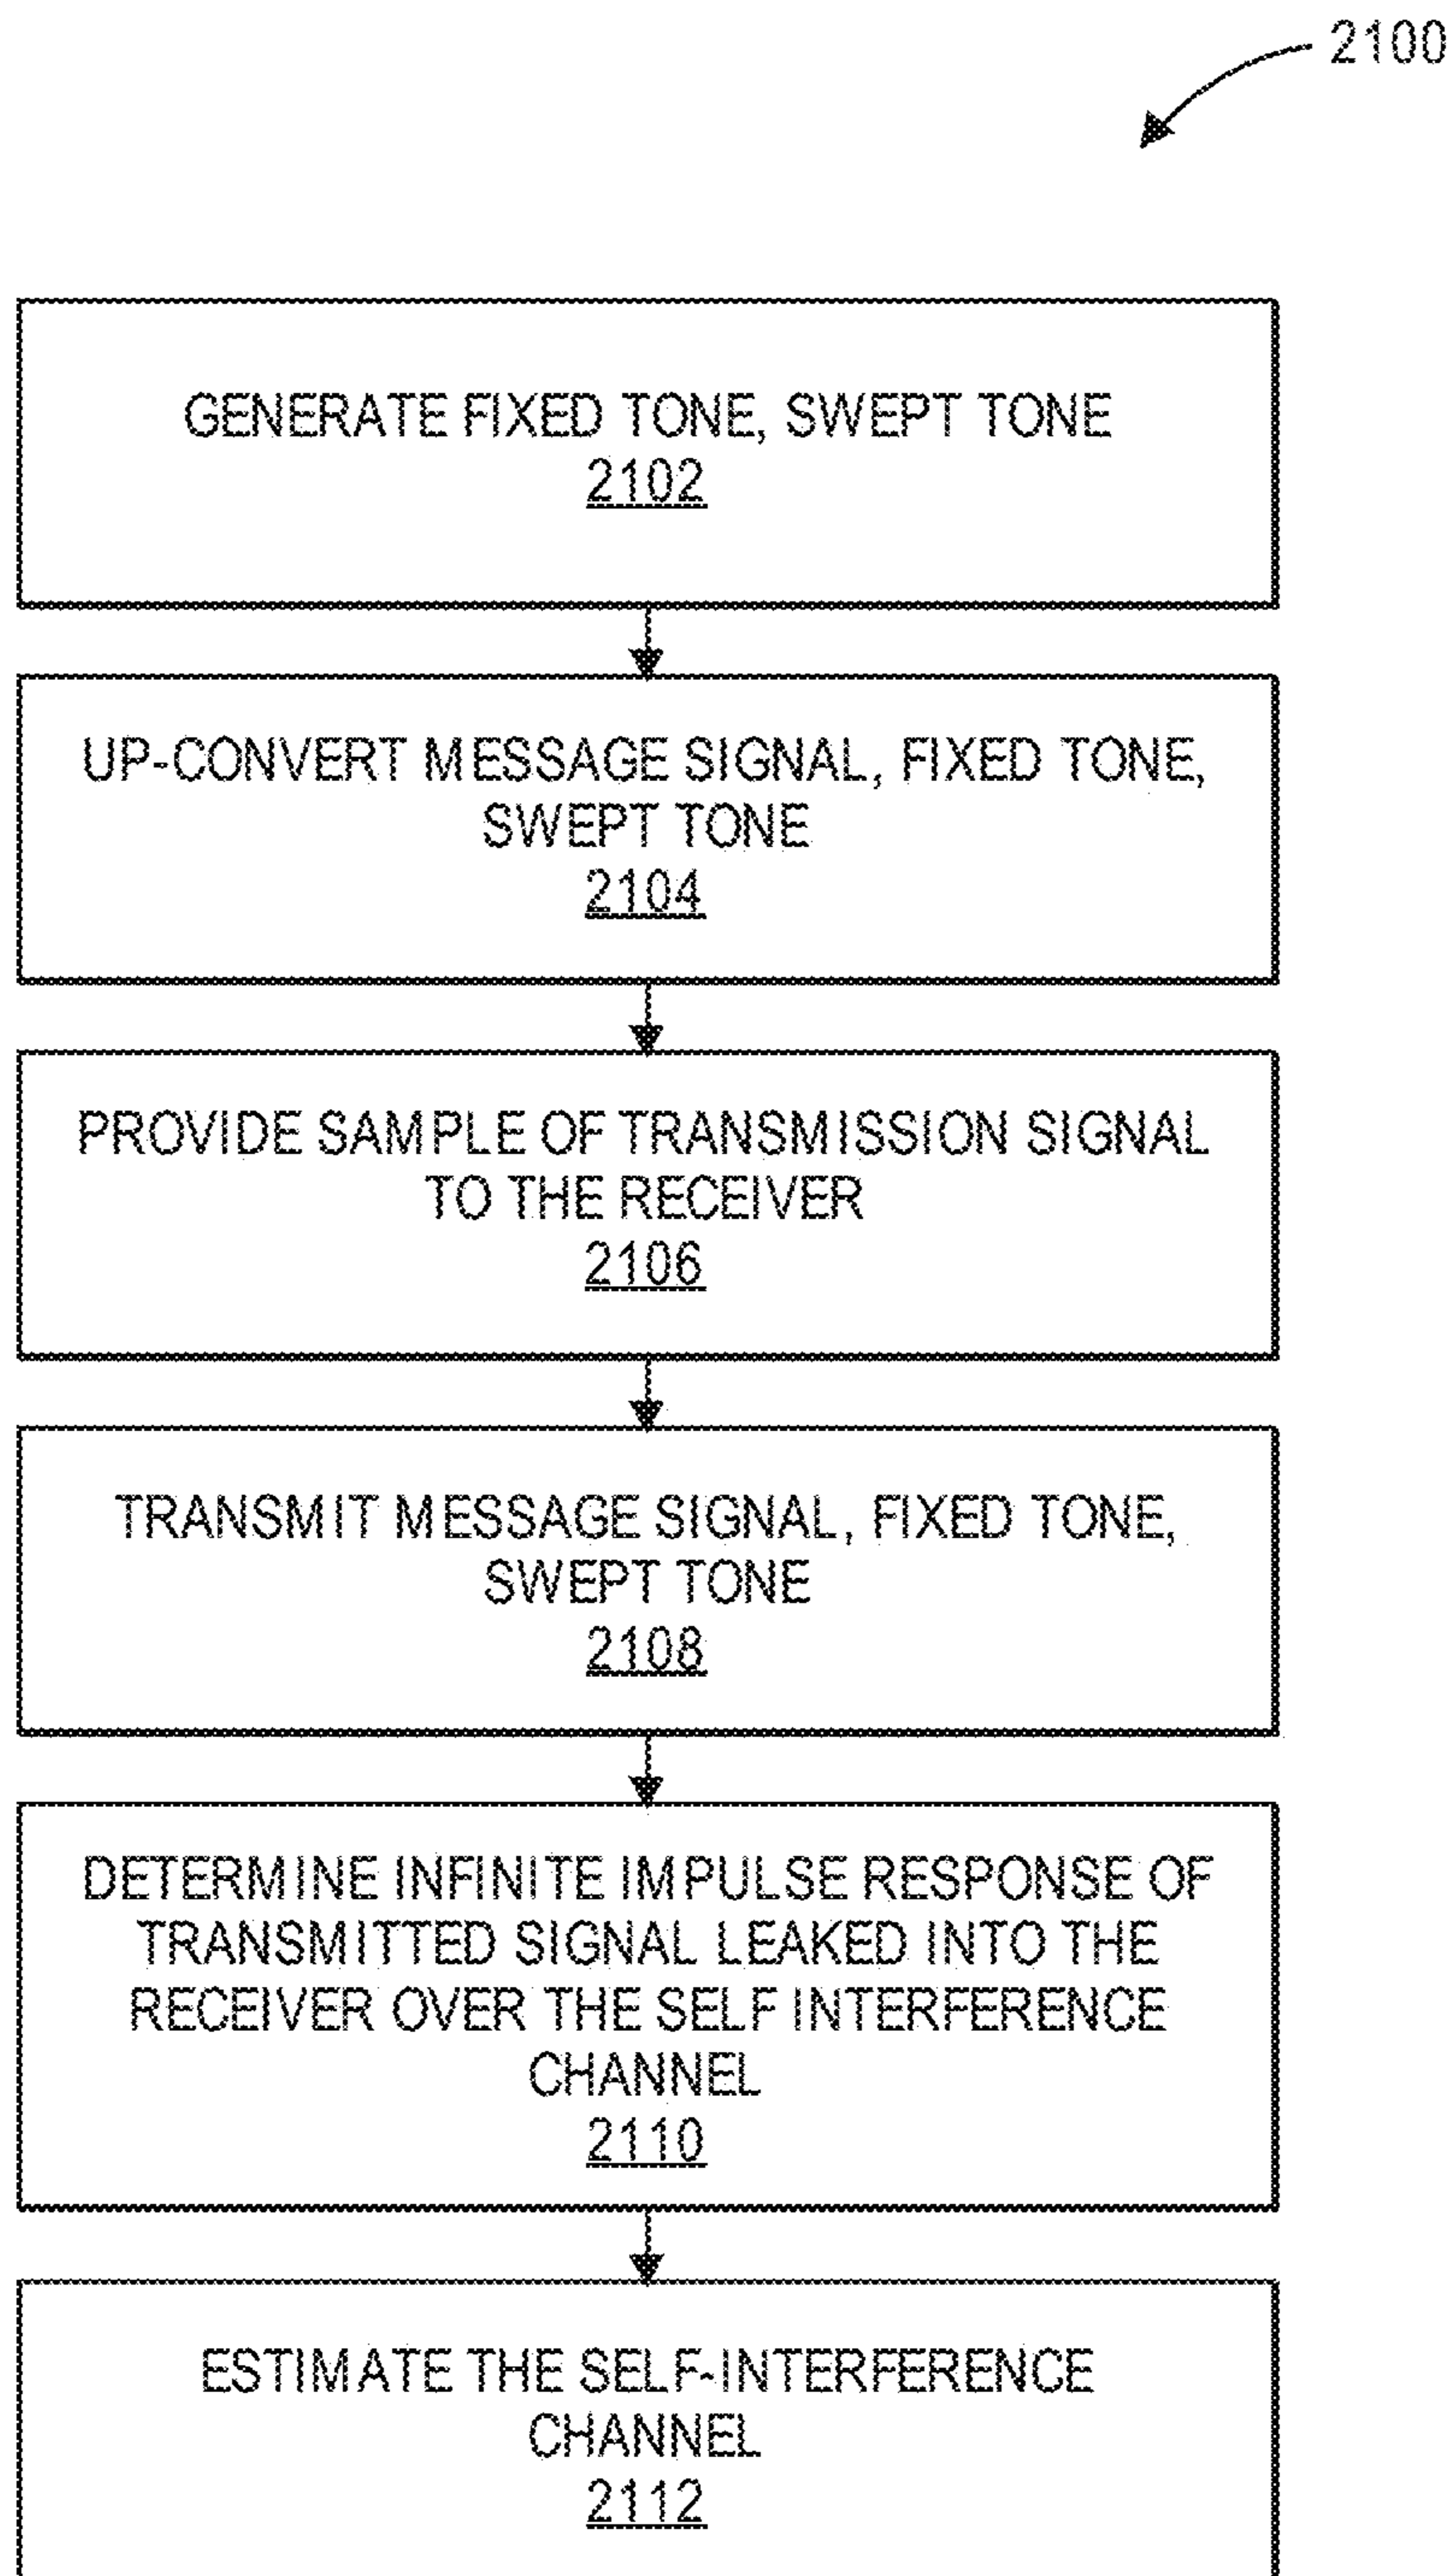 2100
GENERATE FIXED TONE, SWEPT TONE
2102
UP-CONVERT MESSAGE SIGNAL, FIXED TONE,
SWEPT TONE
2104
PROVIDE SAMPLE OF TRANSMISSION SIGNAL
TO THE RECEIVER
2106
TRANSMIT MESSAGE SIGNAL, FIXED TONE,
SWEPT TONE
2108
DETERMINE INFINITE IMPULSE RESPONSE OF
TRANSMITTED SIGNAL LEAKED INTO THE
RECEIVER OVER THE SELF INTERFERENCE
CHANNEL
2110
ESTIMATE THE SELF-INTERFERENCE
CHANNEL
2112